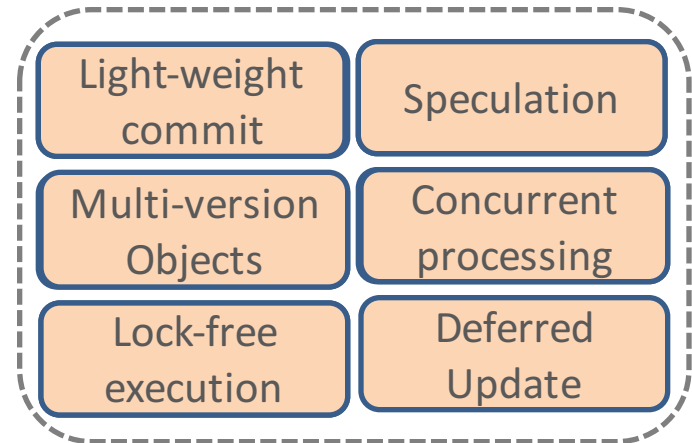 Light-weight
commit
Speculation
Multi-version
Objects
Concurrent
processing
Lock-free
execution
Deferred
Update